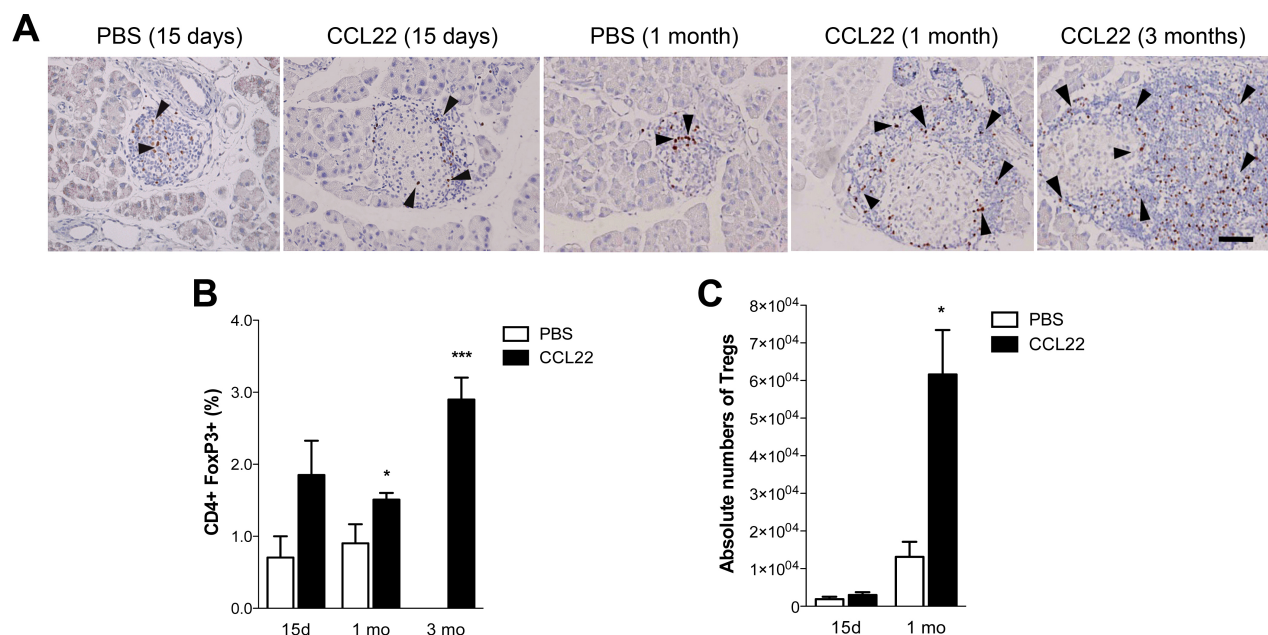 A
PBS (15 days)
CCL22 (15 days)
PBS (1 month)
CCL22 (1 month)
CCL22 (3 months)
B
CD4+ FoxP3+ (%)
4.0
3.0
2.0
1.0
0.0
*
***
15d
1 mo
3 mo
PBS
CCL22
C
Absolute numbers of Tregs
8×10⁰⁴
7×10⁰⁴
6×10⁰⁴
5×10⁰⁴
4×10⁰⁴
3×10⁰⁴
2×10⁰⁴
1×10⁰⁴
0
*
15d
1 mo
PBS
CCL22